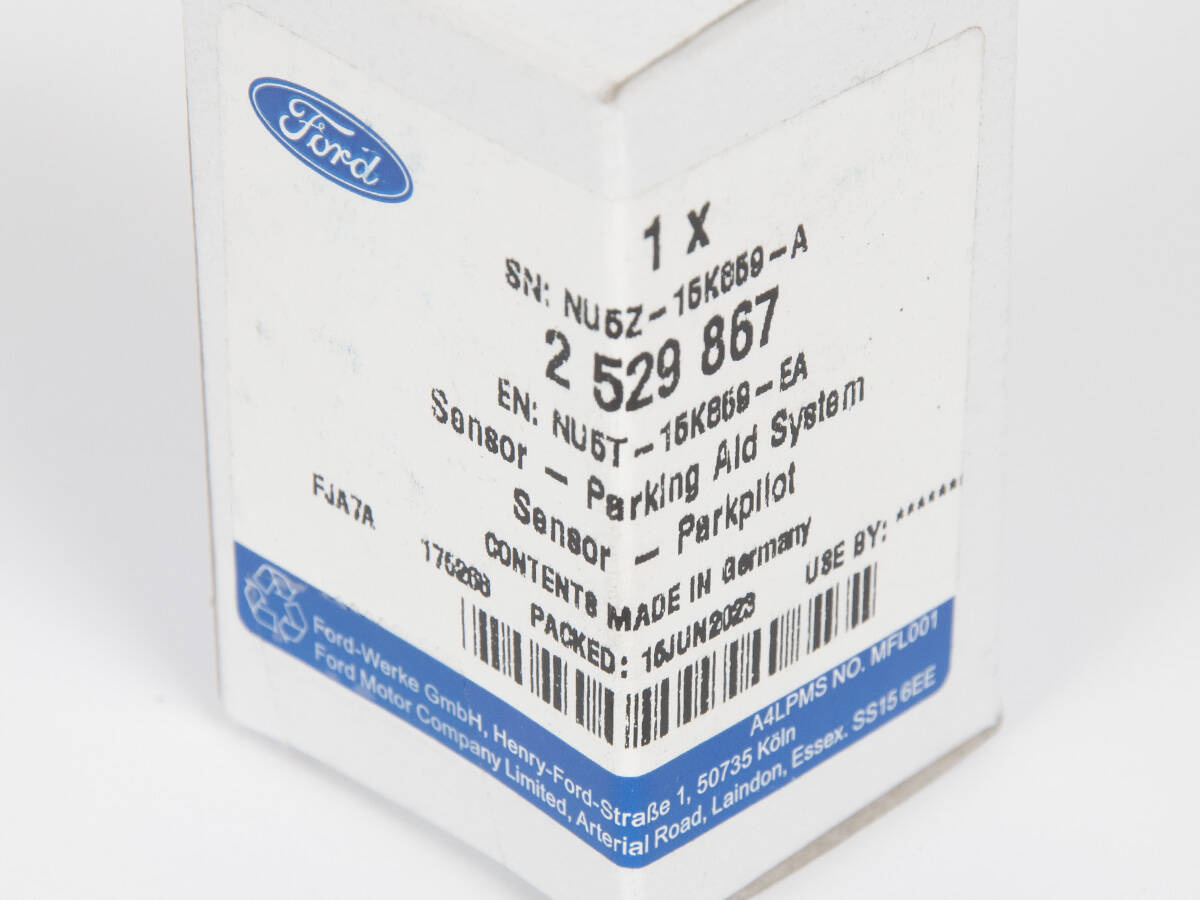 Ford
1 X
SN: NU5Z-15K859-A
2 529 867
EN: NU5T-15K859-EA
Sensor - Parking Aid System
Sensor - Parkpilot
FJA7A
CONTENTS MADE IN Germany
175268
PACKED: 15JUN2023
USE BY: *******
A4LPMS NO. MFL001
Ford-Werke GmbH, Henry-Ford-Straße 1, 50735 Köln
Ford Motor Company Limited, Arterial Road, Laindon, Essex. SS15 6EE